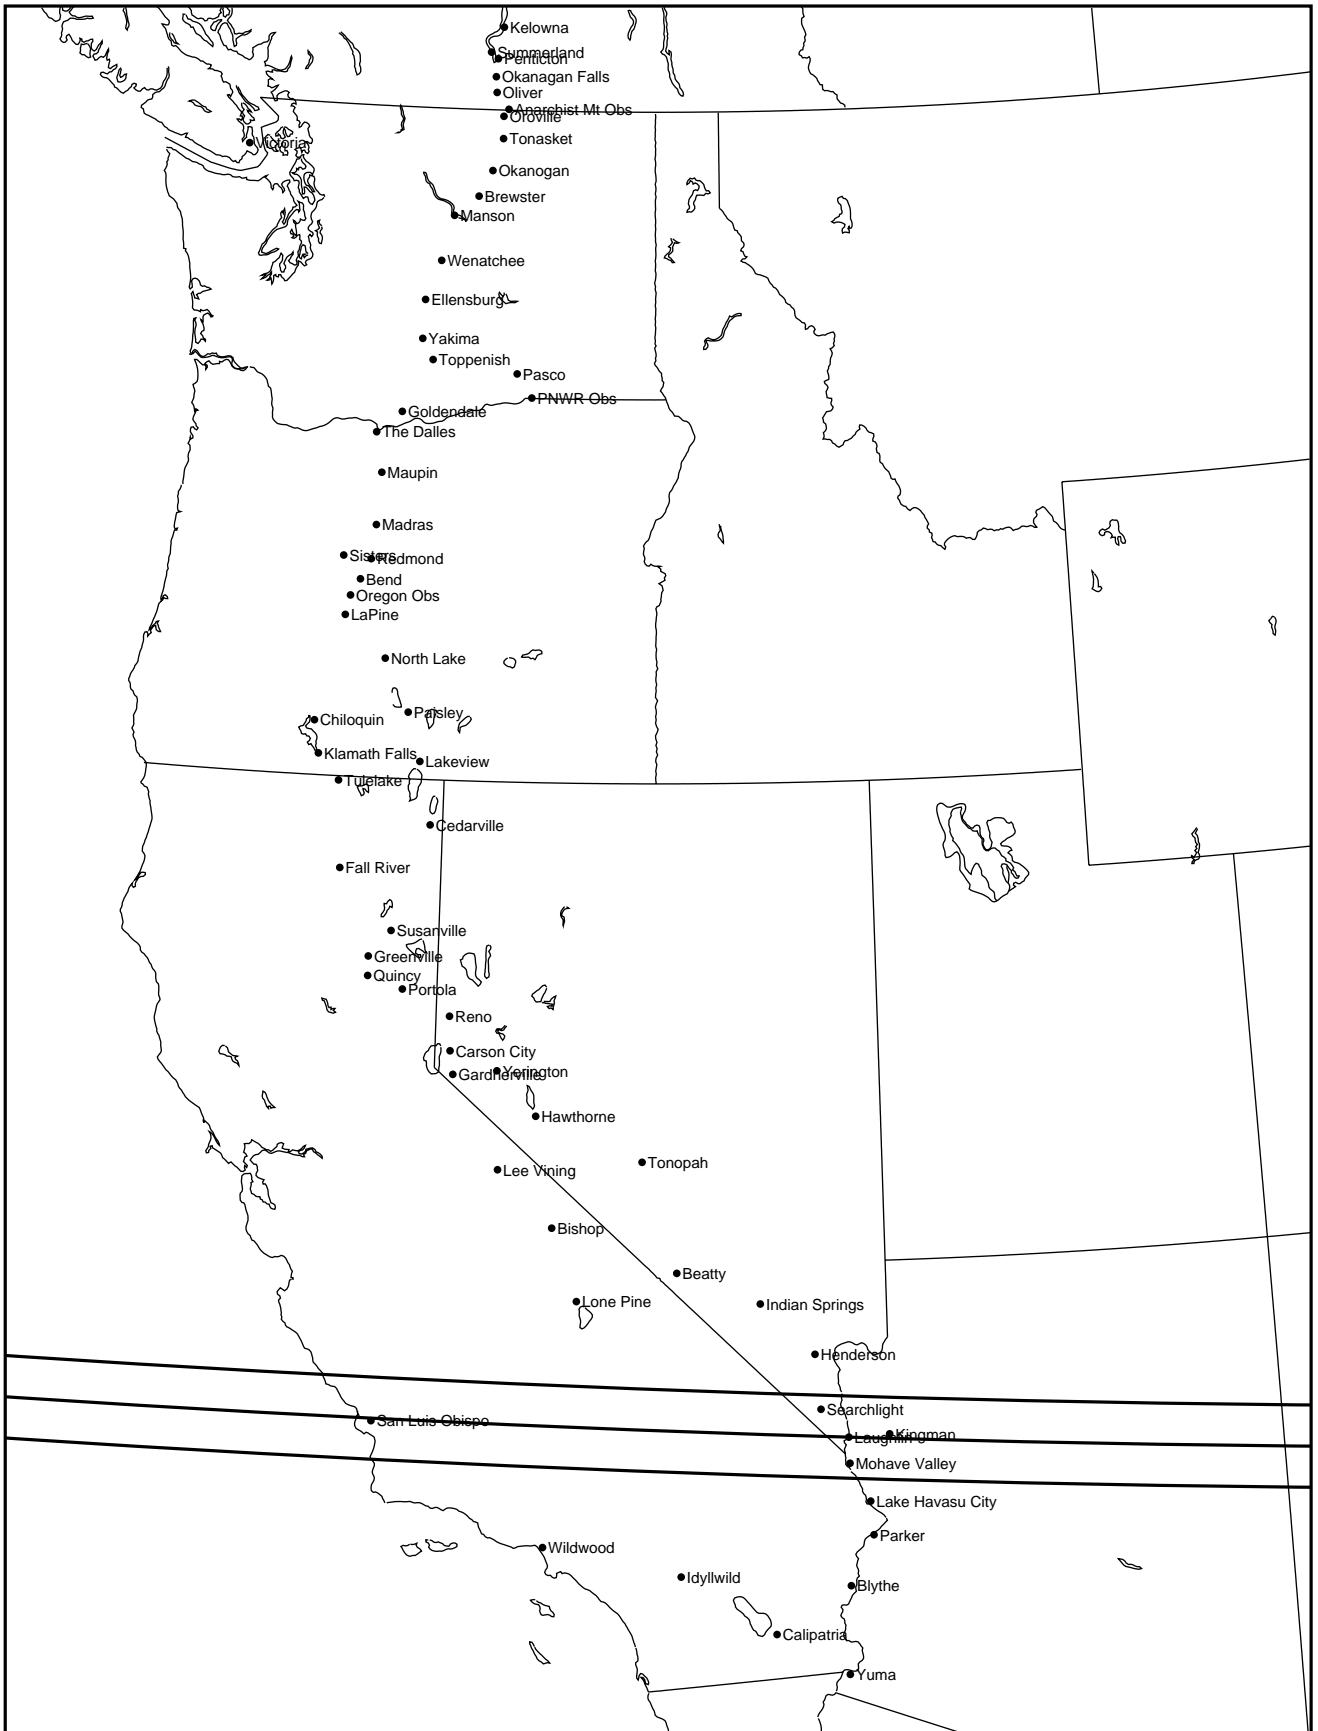 Kelowna
Summerland
Penticton
Okanagan Falls
Oliver
Anarchist Mt Obs
Oroville
Tonasket
Victoria
Okanogan
Brewster
Manson
Wenatchee
Ellensburg
Yakima
Toppenish
Pasco
PNWR Obs
Goldendale
The Dalles
Maupin
Madras
Sisters
Redmond
Bend
Oregon Obs
LaPine
North Lake
Paisley
Chiloquin
Klamath Falls
Lakeview
Tulelake
Cedarville
Fall River
Susanville
Greenville
Quincy
Portola
Reno
Carson City
Yerington
Gardnerville
Hawthorne
Tonopah
Lee Vining
Bishop
Beatty
Lone Pine
Indian Springs
Henderson
Searchlight
San Luis Obispo
Kingman
Laughlin
Mohave Valley
Lake Havasu City
Parker
Wildwood
Idyllwild
Blythe
Calipatria
Yuma